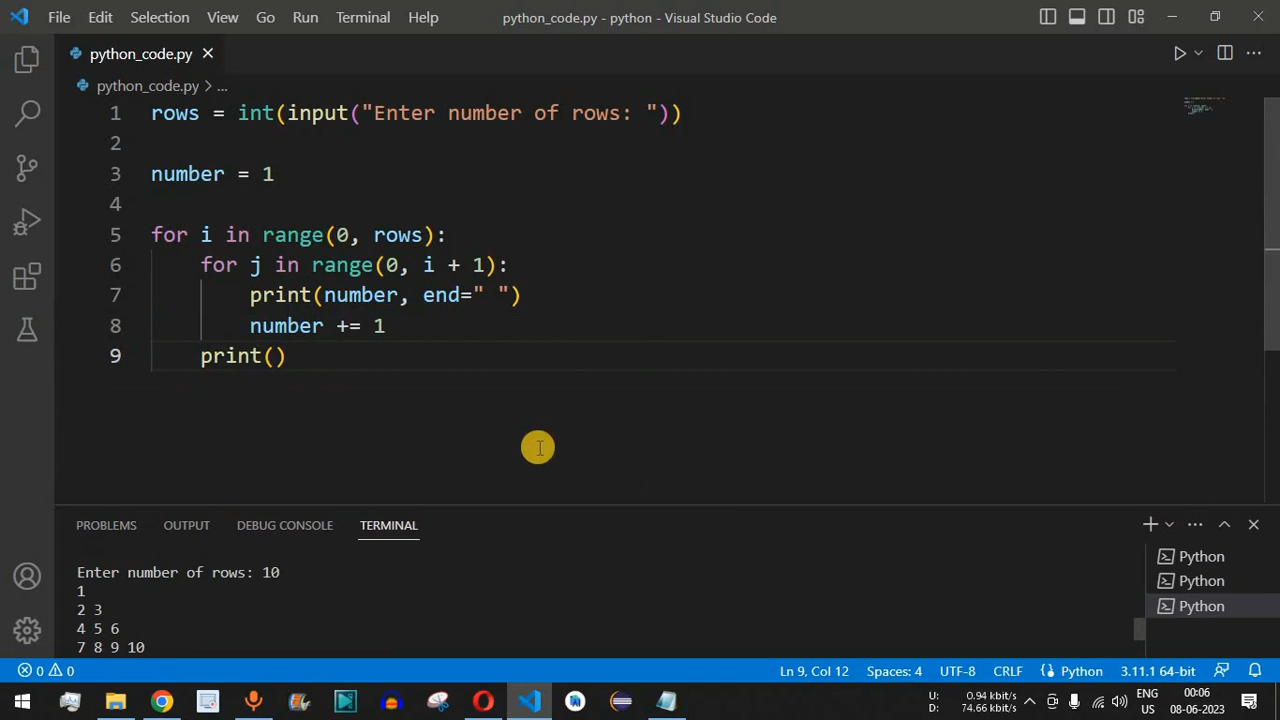 File Edit Selection View Go Run Terminal Help python_code.py - python - Visual Studio Code
python_code.py
python_code.py > ...
1 rows = int(input("Enter number of rows: "))
2
3 number = 1
4
5 for i in range(0, rows):
6 for j in range(0, i + 1):
7 print(number, end=" ")
8 number += 1
9 print()
PROBLEMS OUTPUT DEBUG CONSOLE TERMINAL
Python
Python
Python
Enter number of rows: 10
1
2 3
4 5 6
7 8 9 10
0 0 Ln 9, Col 12 Spaces: 4 UTF-8 CRLF Python 3.11.1 64-bit
U: 0.94 kbit/s
D: 74.66 kbit/s
ENG
US
00:06
08-06-2023